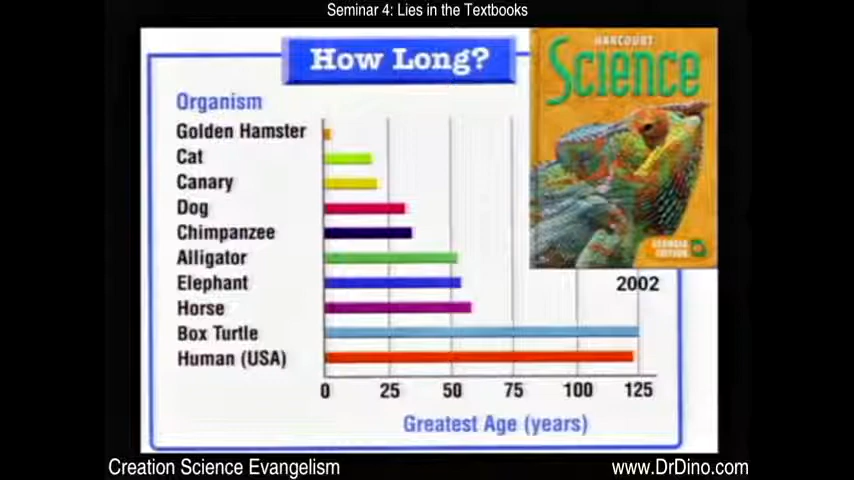 Seminar 4: Lies in the Textbooks
How Long?
HARCOURT
Science
Organism
Golden Hamster
Cat
Canary
Dog
Chimpanzee
Alligator
Elephant
Horse
Box Turtle
Human (USA)
GEORGIA
EDITION
2002
0 25 50 75 100 125
Greatest Age (years)
Creation Science Evangelism
www.DrDino.com